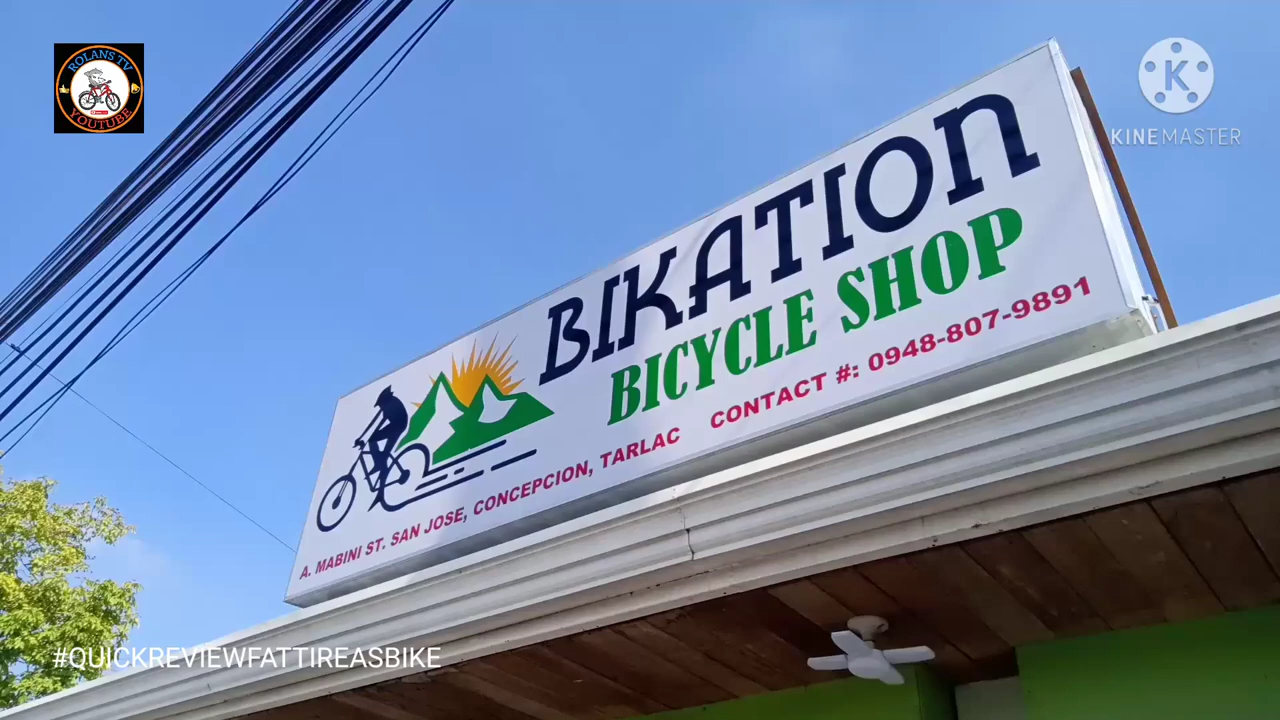 ROLANS TV
YOUTUBE
K
KINEMASTER
BIKATION
BICYCLE SHOP
A. MABINI ST. SAN JOSE, CONCEPCION, TARLAC CONTACT #: 0948-807-9891
#QUICKREVIEWFATTIREASBIKE